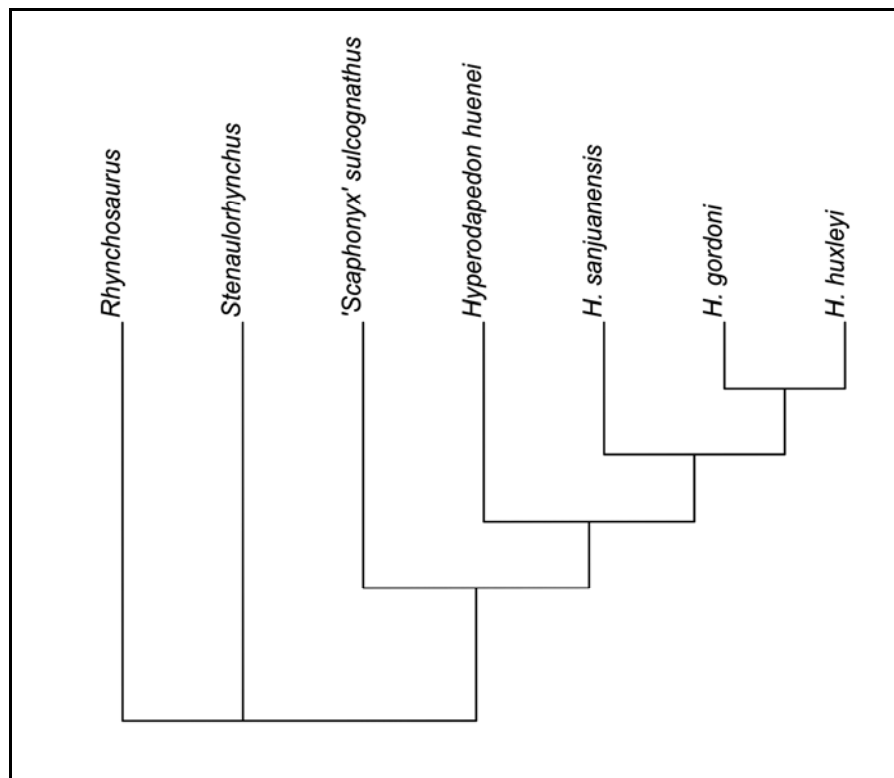 Rhynchosaurus
Stenaulorhynchus
'Scaphonyx' sulcognathus
Hyperodapedon huenei
H. sanjuanensis
H. gordoni
H. huxleyi